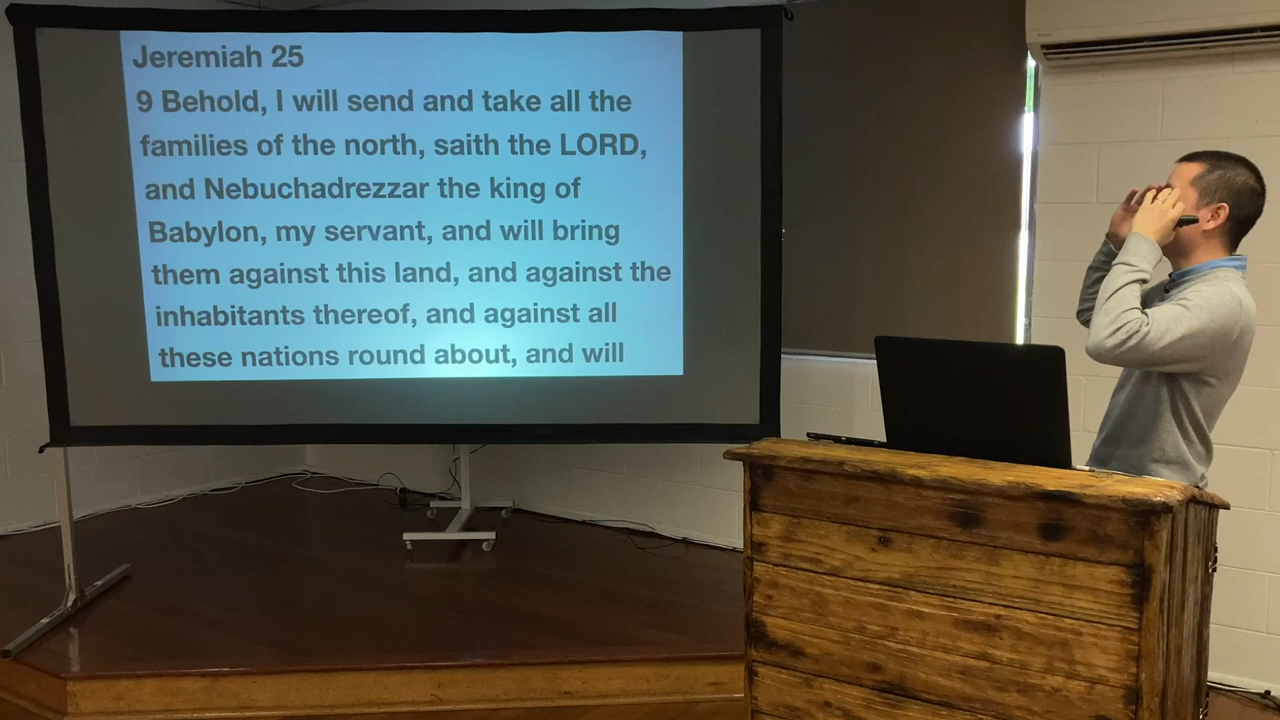 Jeremiah 25
9 Behold, I will send and take all the
families of the north, saith the LORD,
and Nebuchadrezzar the king of
Babylon, my servant, and will bring
them against this land, and against the
inhabitants thereof, and against all
these nations round about, and will